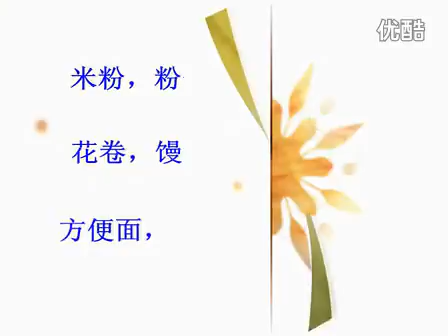 优酷
米粉，粉
花卷，馒
方便面，